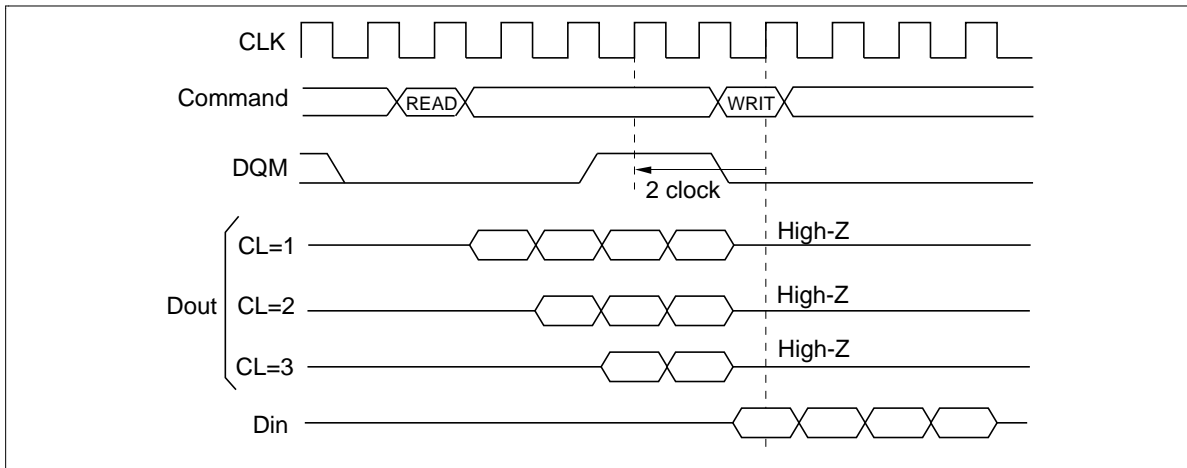 CLK
Command
READ
WRIT
DQM
2 clock
Dout
CL=1
High-Z
CL=2
High-Z
CL=3
High-Z
Din